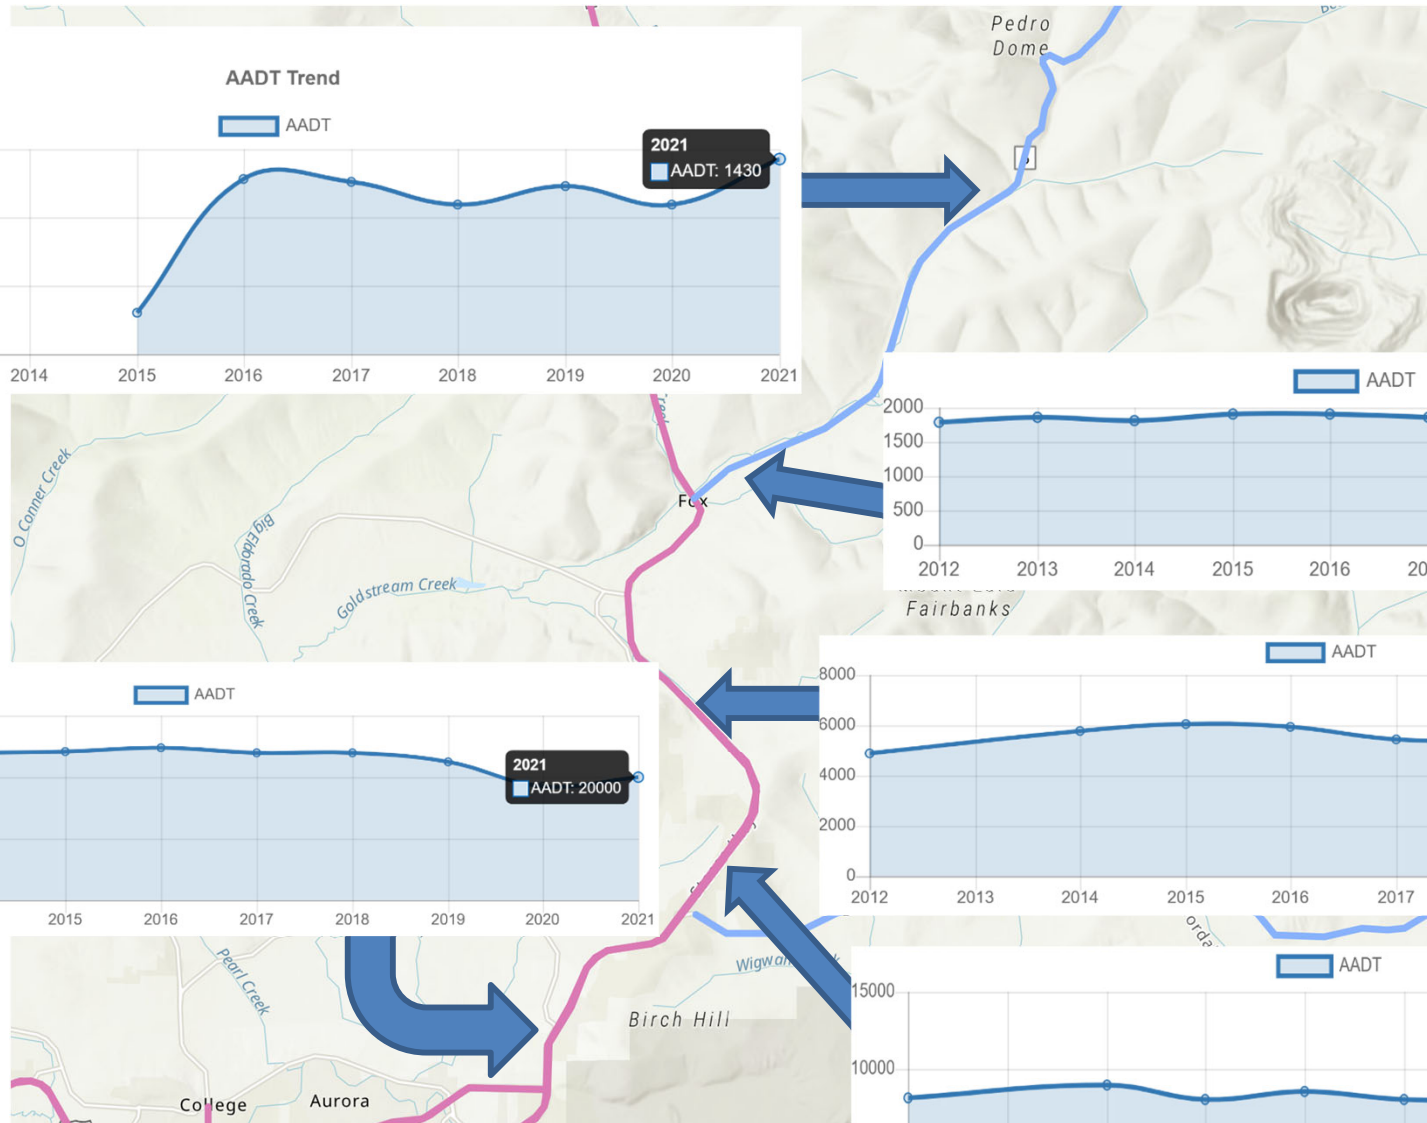 Pedro
Dome
AADT Trend
AADT
2021
AADT: 1430
2014 2015 2016 2017 2018 2019 2020 2021
AADT
2000
1500
1000
500
0
2012 2013 2014 2015 2016 20
O Conner Creek
Fox
Big Eldorado Creek
Goldstream Creek
Fairbanks
AADT
8000
6000
4000
2000
0
2012 2013 2014 2015 2016 2017
AADT
2021
AADT: 20000
2015 2016 2017 2018 2019 2020 2021
orda
Pearl Creek
Birch Hill
AADT
15000
10000
College
Aurora